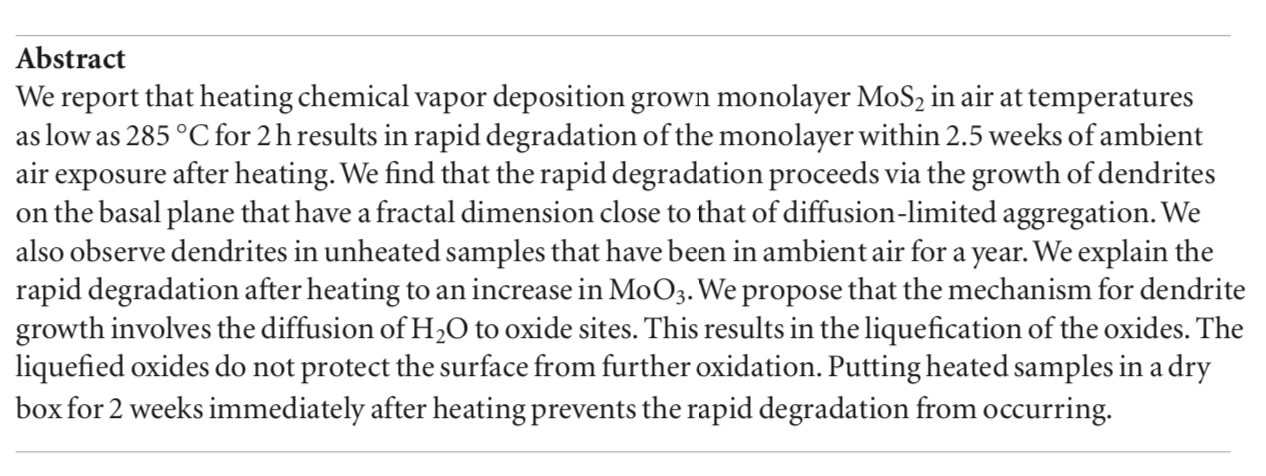 Abstract
We report that heating chemical vapor deposition grown monolayer MoS₂ in air at temperatures
as low as 285 °C for 2 h results in rapid degradation of the monolayer within 2.5 weeks of ambient
air exposure after heating. We find that the rapid degradation proceeds via the growth of dendrites
on the basal plane that have a fractal dimension close to that of diffusion-limited aggregation. We
also observe dendrites in unheated samples that have been in ambient air for a year. We explain the
rapid degradation after heating to an increase in MoO₃. We propose that the mechanism for dendrite
growth involves the diffusion of H₂O to oxide sites. This results in the liquefication of the oxides. The
liquefied oxides do not protect the surface from further oxidation. Putting heated samples in a dry
box for 2 weeks immediately after heating prevents the rapid degradation from occurring.